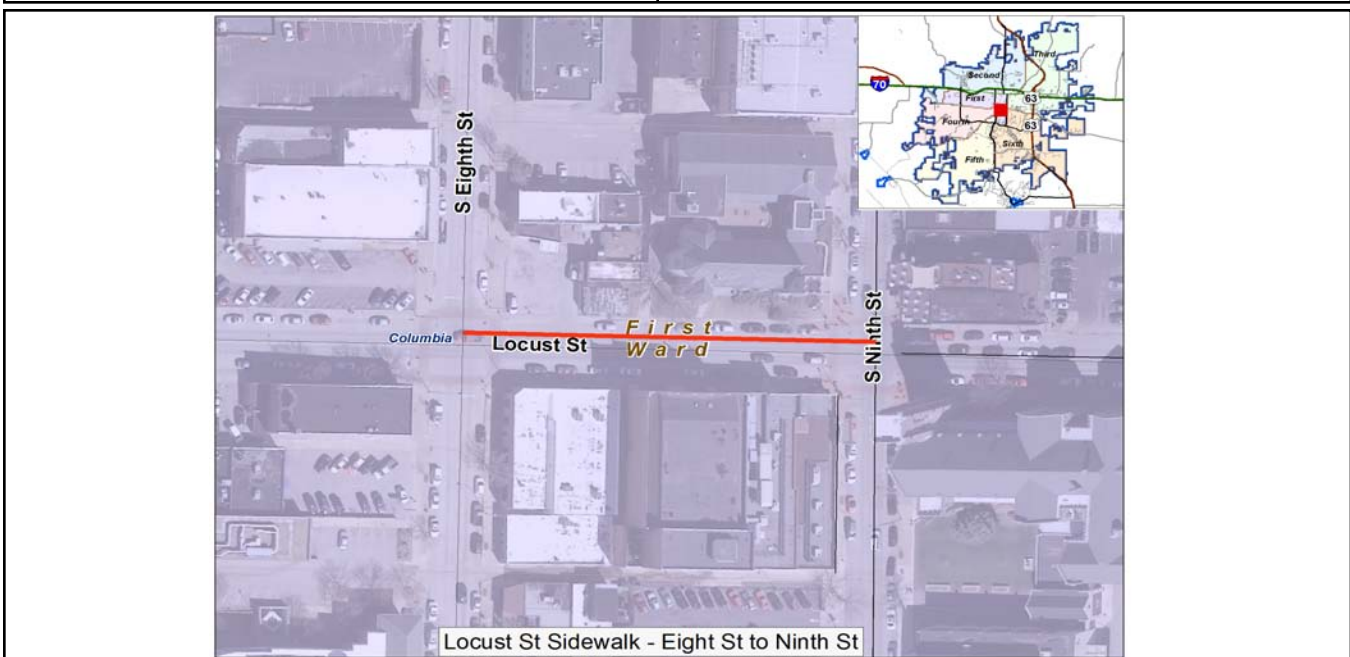 Third
Second
70
First
63
Fourth
63
Sixth
Fifth
S Eighth St
First
Ward
Columbia
Locust St
S Ninth St
Locust St Sidewalk - Eight St to Ninth St